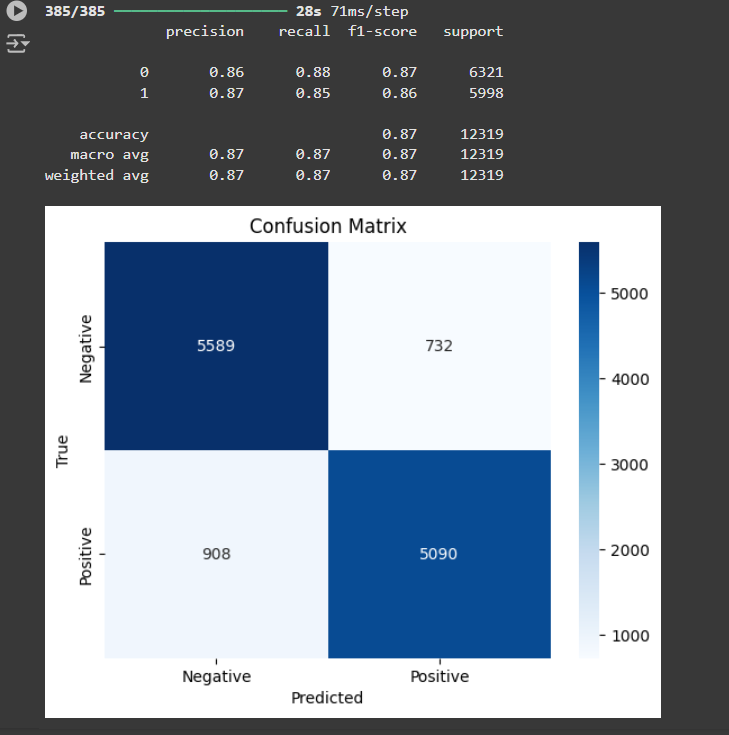 385/385 28s 71ms/step
precision recall f1-score support
0 0.86 0.88 0.87 6321
1 0.87 0.85 0.86 5998
accuracy 0.87 12319
macro avg 0.87 0.87 0.87 12319
weighted avg 0.87 0.87 0.87 12319
Confusion Matrix
5589 732
908 5090
True
Negative
Positive
Negative Positive
Predicted
5000
4000
3000
2000
1000